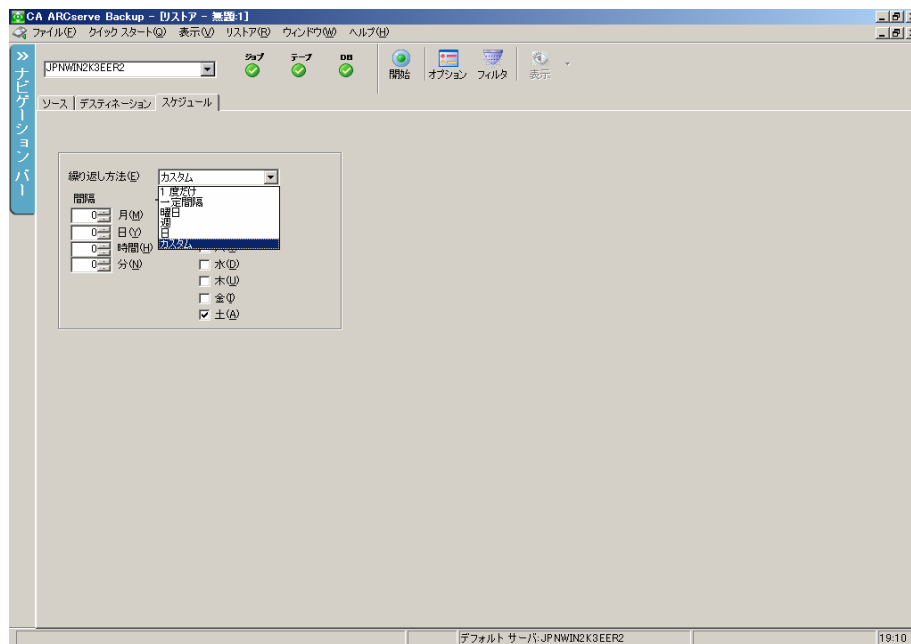 CA ARCserve Backup - [リストア - 無題:1]
ファイル(F) クイック スタート(Q) 表示(V) リストア(R) ウィンドウ(W) ヘルプ(H)
ナビゲーション バー
JPNWIN2K3EER2
ジョブ テープ DB
開始 オプション フィルタ 表示
ソース デスティネーション スケジュール
繰り返し方法(E) カスタム
1 度だけ
一定間隔
曜日
週
日
カスタム
間隔
0 月(M)
0 日(Y)
0 時間(H)
0 分(N)
水(D)
木(U)
金(I)
土(A)
デフォルト サーバ:JPNWIN2K3EER2 19:10